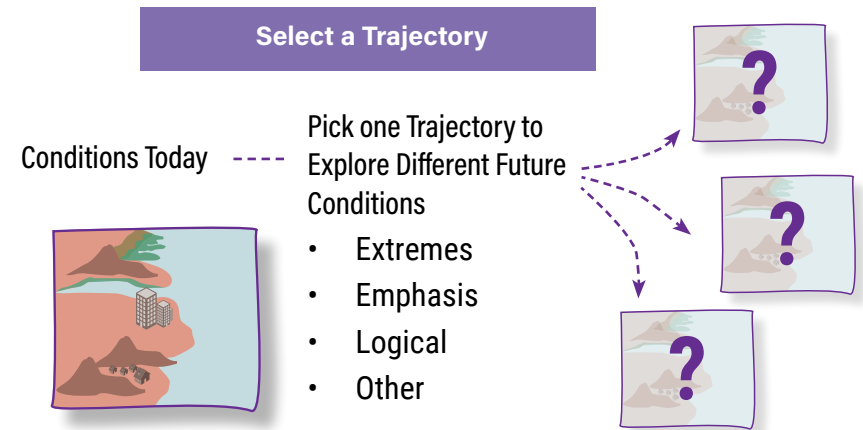 Select a Trajectory
Conditions Today
Pick one Trajectory to
Explore Different Future
Conditions
• Extremes
• Emphasis
• Logical
• Other
?
?
?